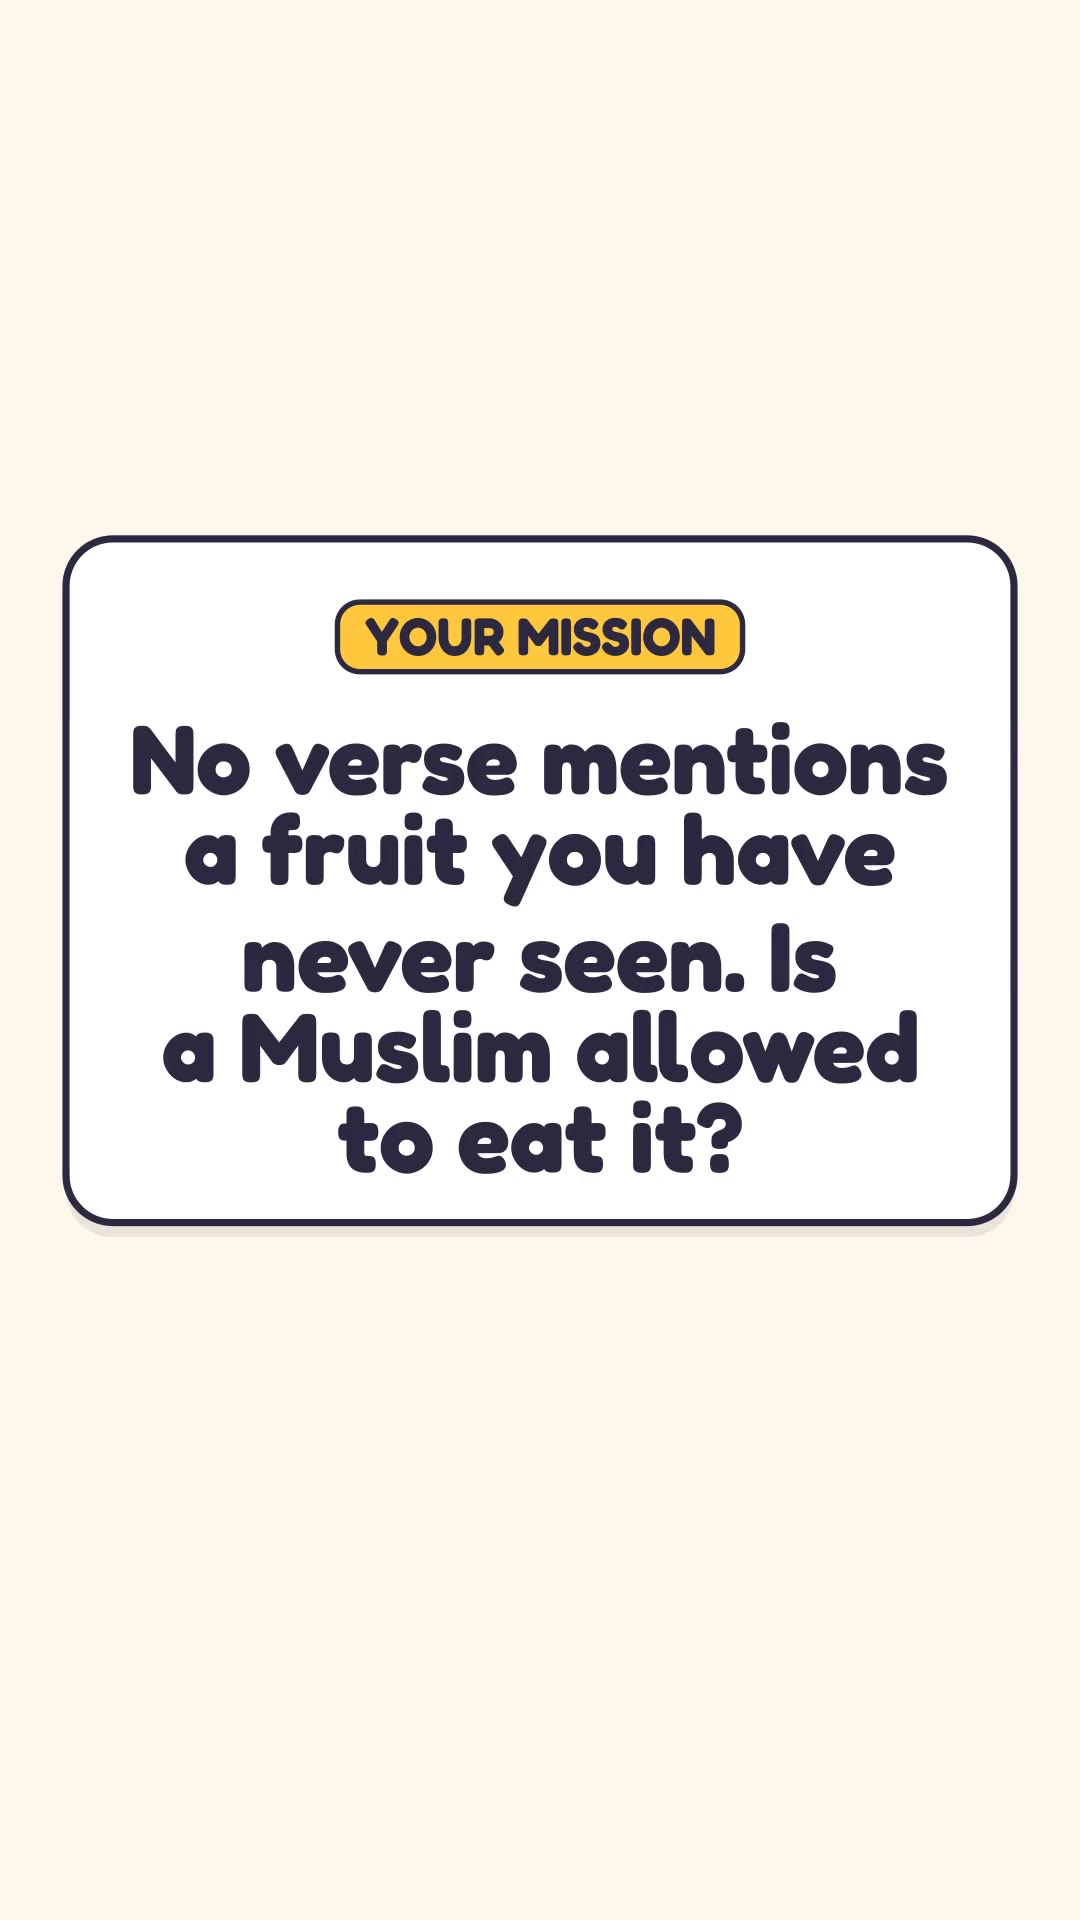 YOUR MISSION
No verse mentions
a fruit you have
never seen. Is
a Muslim allowed
to eat it?